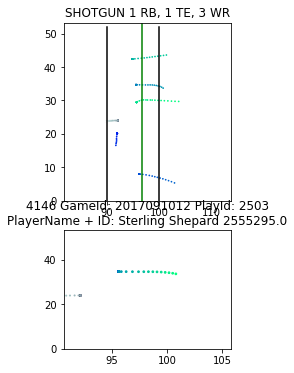 SHOTGUN 1 RB, 1 TE, 3 WR
50
40
30
20
10
0
90 100 110
4146 GameId: 2017091012 PlayId: 2503
PlayerName + ID: Sterling Shepard 2555295.0
40
20
0
95 100 105